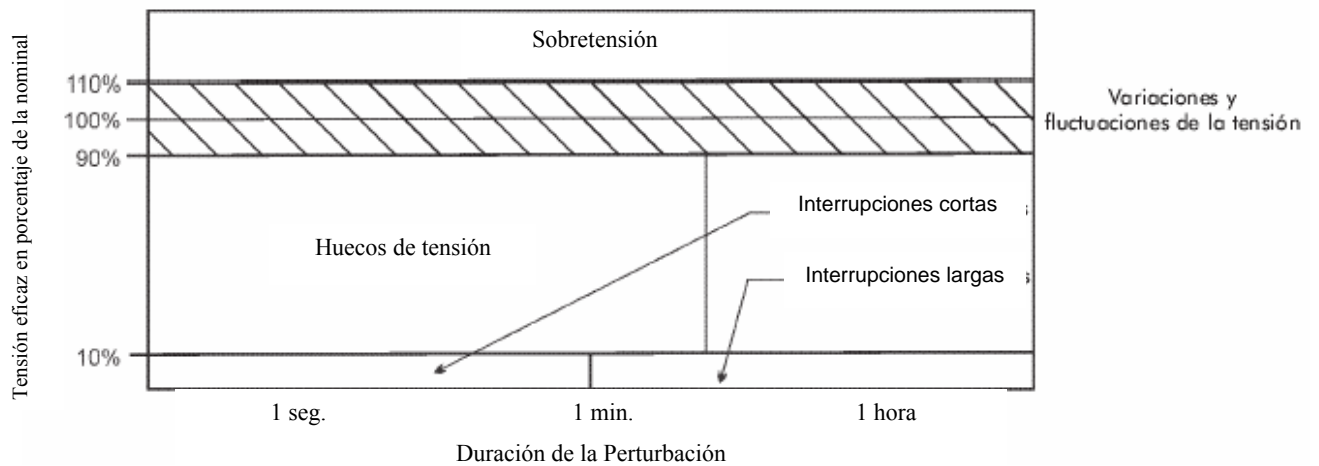 Tensión eficaz en porcentaje de la nominal
Sobretensión
110%
100%
90%
Variaciones y
fluctuaciones de la tensión
Interrupciones cortas
Huecos de tensión
Interrupciones largas
10%
1 seg.
1 min.
1 hora
Duración de la Perturbación